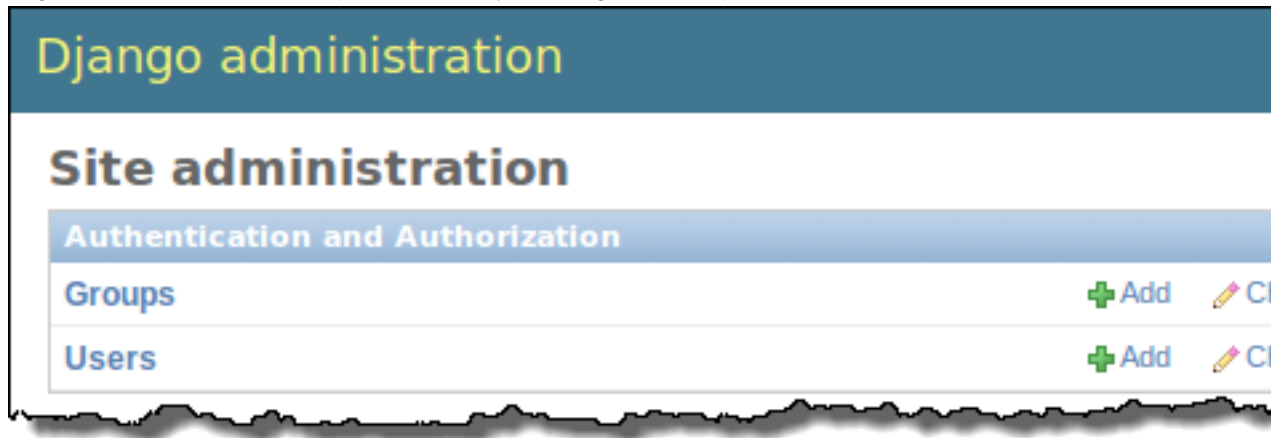 Django administration
Site administration
Authentication and Authorization
Groups Add
Users Add